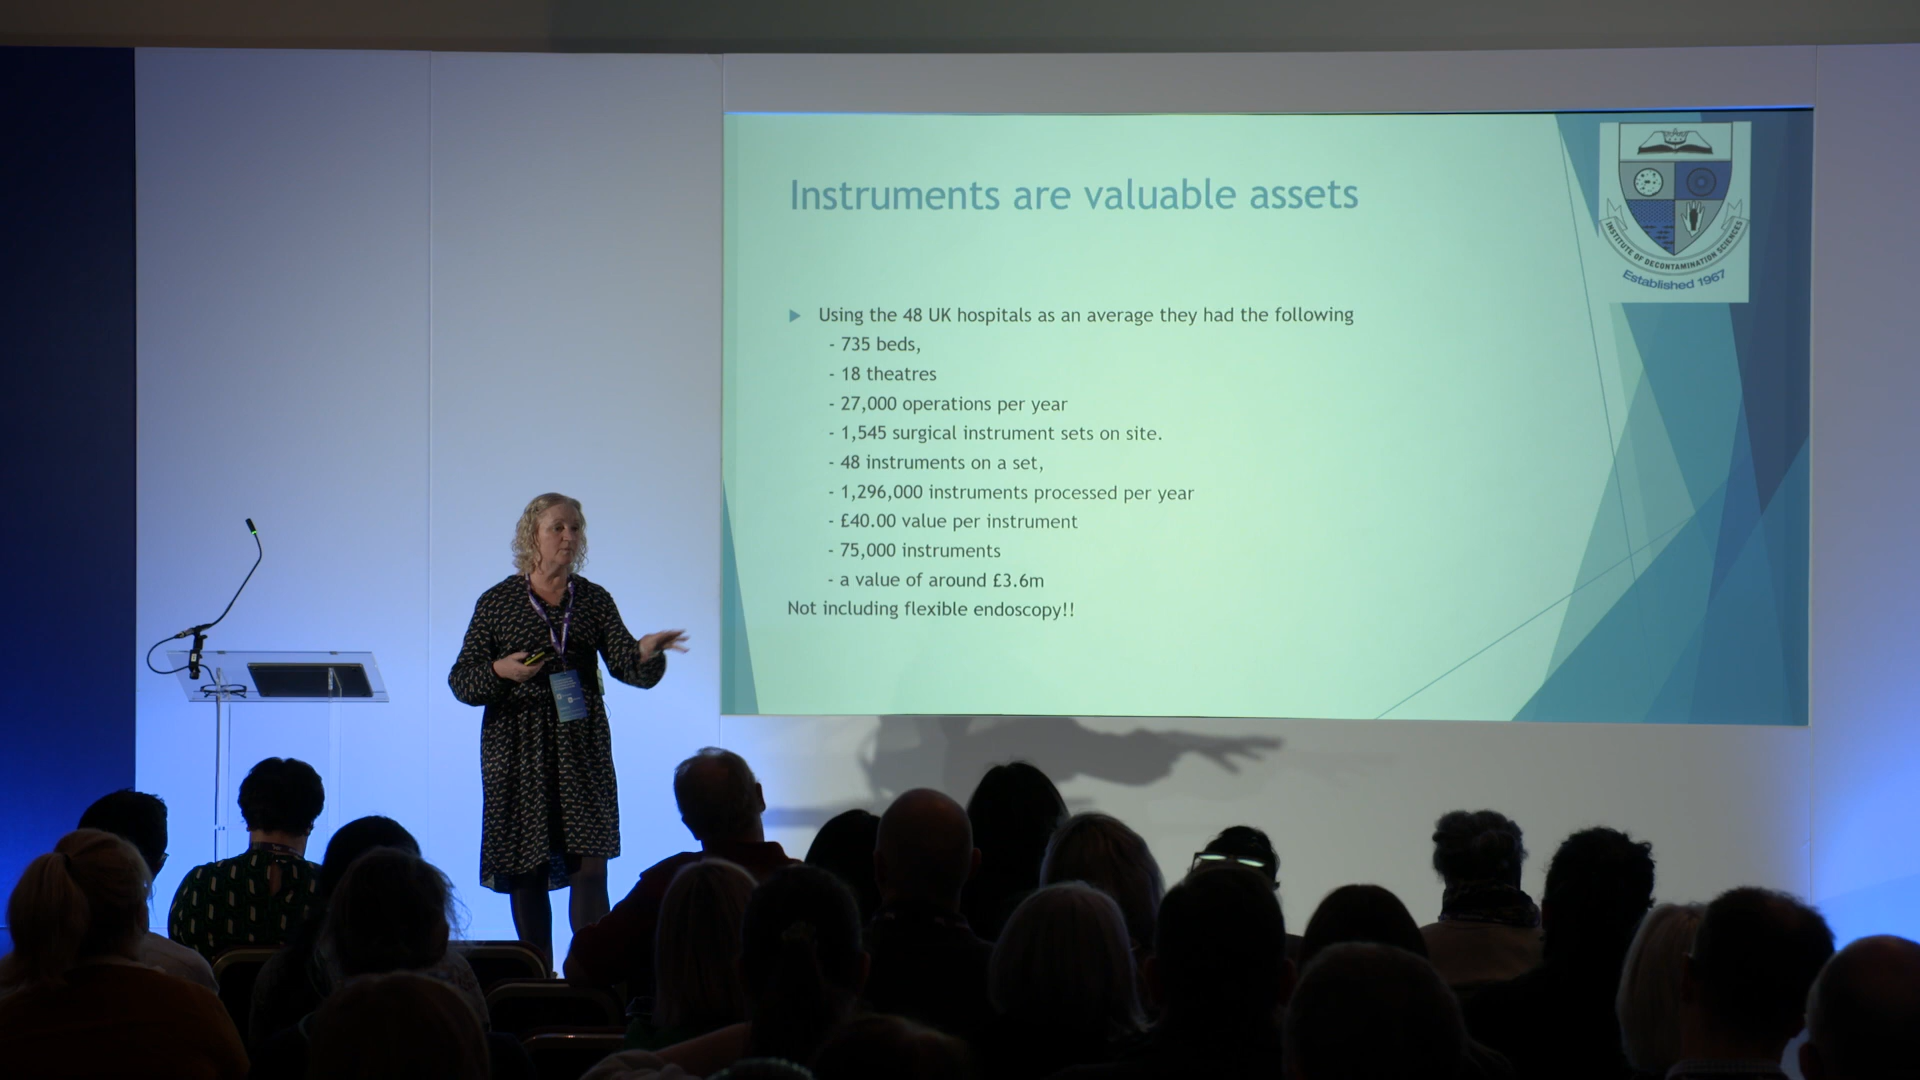 Instruments are valuable assets
INSTITUTE OF DECONTAMINATION SCIENCES
Established 1967
Using the 48 UK hospitals as an average they had the following
- 735 beds,
- 18 theatres
- 27,000 operations per year
- 1,545 surgical instrument sets on site.
- 48 instruments on a set,
- 1,296,000 instruments processed per year
- £40.00 value per instrument
- 75,000 instruments
- a value of around £3.6m
Not including flexible endoscopy!!